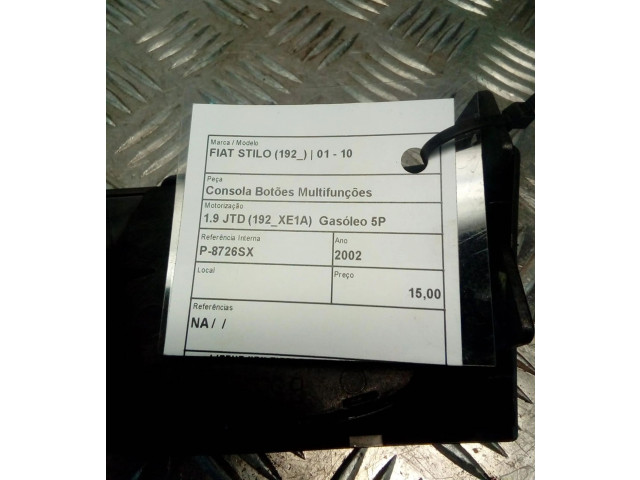 Marca / Modelo
FIAT STILO (192_) | 01 - 10
Peça
Consola Botões Multifunções
Motorização
1.9 JTD (192_XE1A) Gasóleo 5P
Referência Interna Ano
P-8726SX 2002
Local Preço
15,00
Referências
NA / /